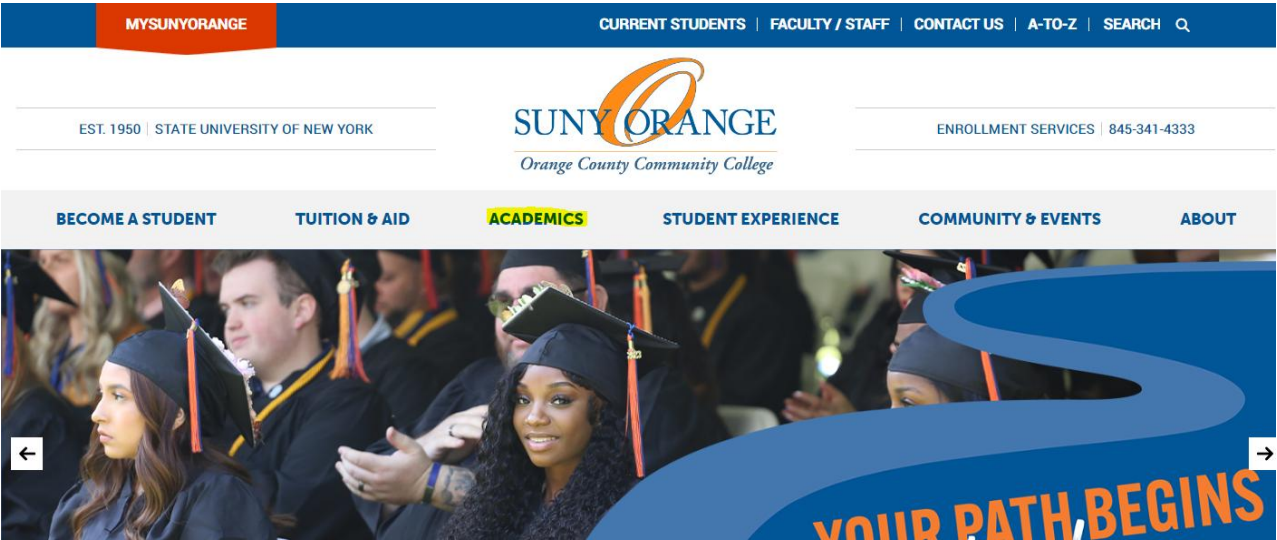 MYSUNYORANGE
CURRENT STUDENTS | FACULTY / STAFF | CONTACT US | A-TO-Z | SEARCH
EST. 1950 | STATE UNIVERSITY OF NEW YORK
SUNY ORANGE
Orange County Community College
ENROLLMENT SERVICES | 845-341-4333
BECOME A STUDENT TUITION & AID ACADEMICS STUDENT EXPERIENCE COMMUNITY & EVENTS ABOUT
YOUR PATH BEGINS